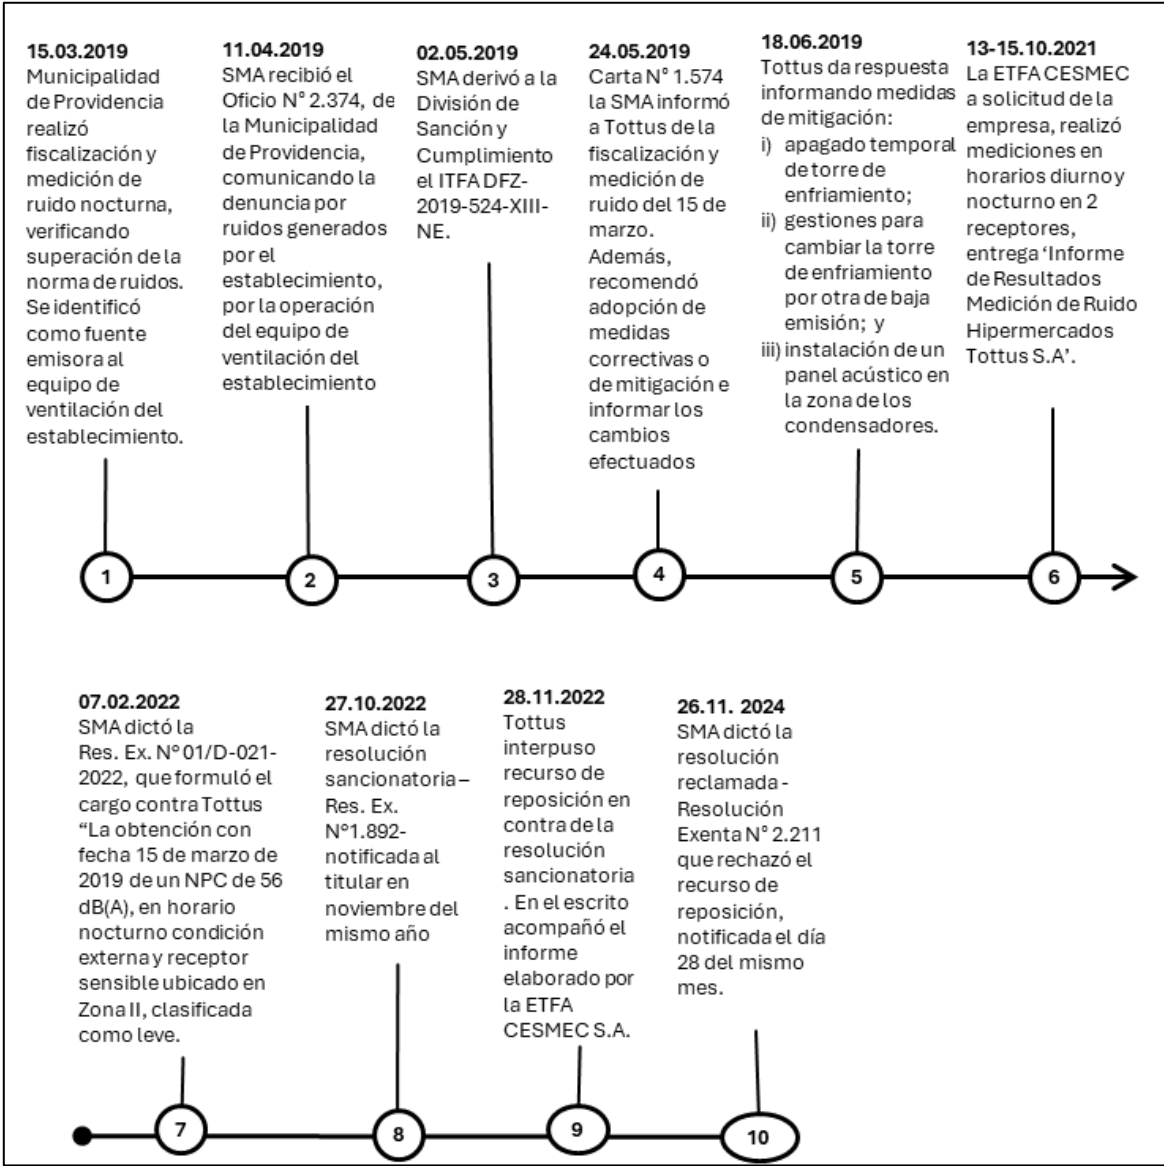 15.03.2019
Municipalidad
de Providencia
realizó
fiscalización y
medición de
ruido nocturna,
verificando
superación de la
norma de ruidos.
Se identificó
como fuente
emisora al
equipo de
ventilación del
establecimiento.
11.04.2019
SMA recibió el
Oficio N° 2.374, de
la Municipalidad
de Providencia,
comunicando la
denuncia por
ruidos generados
por el
establecimiento,
por la operación
del equipo de
ventilación del
establecimiento
02.05.2019
SMA derivó a la
División de
Sanción y
Cumplimiento
el ITFA DFZ-
2019-524-XIII-
NE.
24.05.2019
Carta N° 1.574
la SMA informó
a Tottus de la
fiscalización y
medición de
ruido del 15 de
marzo.
Además,
recomendó
adopción de
medidas
correctivas o
de mitigación e
informar los
cambios
efectuados
18.06.2019
Tottus da respuesta
informando medidas
de mitigación:
i) apagado temporal
de torre de
enfriamiento;
ii) gestiones para
cambiar la torre
de enfriamiento
por otra de baja
emisión; y
iii) instalación de un
panel acústico en
la zona de los
condensadores.
13-15.10.2021
La ETFA CESMEC
a solicitud de la
empresa, realizó
mediciones en
horarios diurno y
nocturno en 2
receptores,
entrega ‘Informe
de Resultados
Medición de Ruido
Hipermercados
Tottus S.A’.
1
2
3
4
5
6
07.02.2022
SMA dictó la
Res. Ex. N° 01/D-021-
2022, que formuló el
cargo contra Tottus
“La obtención con
fecha 15 de marzo de
2019 de un NPC de 56
dB(A), en horario
nocturno condición
externa y receptor
sensible ubicado en
Zona II, clasificada
como leve.
27.10.2022
SMA dictó la
resolución
sancionatoria –
Res. Ex.
N°1.892-
notificada al
titular en
noviembre del
mismo año
28.11.2022
Tottus
interpuso
recurso de
reposición en
contra de la
resolución
sancionatoria
. En el escrito
acompañó el
informe
elaborado por
la ETFA
CESMEC S.A.
26.11. 2024
SMA dictó la
resolución
reclamada -
Resolución
Exenta N° 2.211
que rechazó el
recurso de
reposición,
notificada el día
28 del mismo
mes.
7
8
9
10